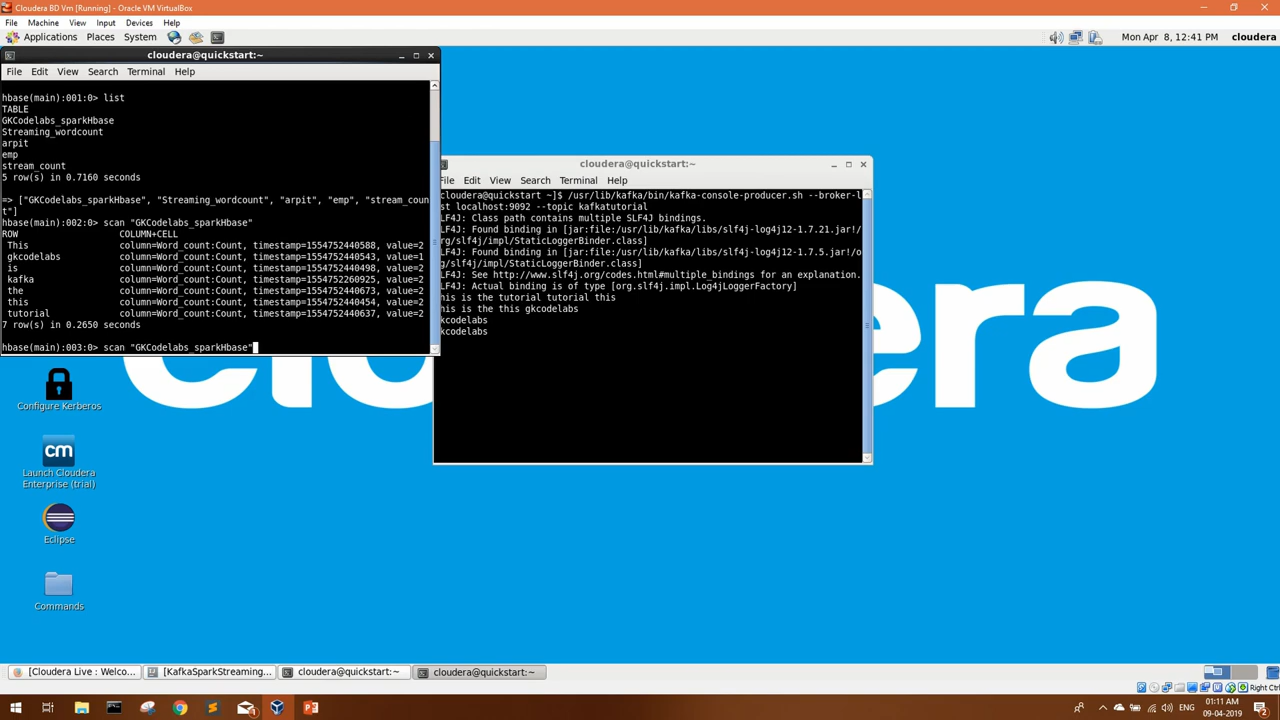 Cloudera BD Vm [Running] - Oracle VM VirtualBox
File Machine View Input Devices Help
Applications Places System Mon Apr 8, 12:41 PM cloudera
cloudera@quickstart:~
File Edit View Search Terminal Help
hbase(main):001:0> list
TABLE
GKCodelabs_sparkHbase
Streaming_wordcount
arpit
emp
stream_count
5 row(s) in 0.7160 seconds
=> ["GKCodelabs_sparkHbase", "Streaming_wordcount", "arpit", "emp", "stream_coun
t"]
hbase(main):002:0> scan "GKCodelabs_sparkHbase"
ROW COLUMN+CELL
This column=Word_count:Count, timestamp=1554752440588, value=2
gkcodelabs column=Word_count:Count, timestamp=1554752440543, value=1
is column=Word_count:Count, timestamp=1554752440498, value=2
kafka column=Word_count:Count, timestamp=1554752260925, value=2
the column=Word_count:Count, timestamp=1554752440673, value=2
this column=Word_count:Count, timestamp=1554752440454, value=2
tutorial column=Word_count:Count, timestamp=1554752440637, value=2
7 row(s) in 0.2650 seconds
hbase(main):003:0> scan "GKCodelabs_sparkHbase"
cloudera@quickstart:~
File Edit View Search Terminal Help
[cloudera@quickstart ~]$ /usr/lib/kafka/bin/kafka-console-producer.sh --broker-l
st localhost:9092 --topic kafkatutorial
SLF4J: Class path contains multiple SLF4J bindings.
SLF4J: Found binding in [jar:file:/usr/lib/kafka/libs/slf4j-log4j12-1.7.21.jar!/
org/slf4j/impl/StaticLoggerBinder.class]
SLF4J: Found binding in [jar:file:/usr/lib/kafka/libs/slf4j-log4j12-1.7.5.jar!/o
rg/slf4j/impl/StaticLoggerBinder.class]
SLF4J: See http://www.slf4j.org/codes.html#multiple_bindings for an explanation.
SLF4J: Actual binding is of type [org.slf4j.impl.Log4jLoggerFactory]
his is the tutorial tutorial this
his is the this gkcodelabs
kcodelabs
kcodelabs
cloudera
Configure Kerberos
cm
Launch Cloudera
Enterprise (trial)
Eclipse
Commands
[Cloudera Live : Welco... [KafkaSparkStreaming... cloudera@quickstart:~ cloudera@quickstart:~
Right Ctrl
ENG
01:11 AM
09-04-2019